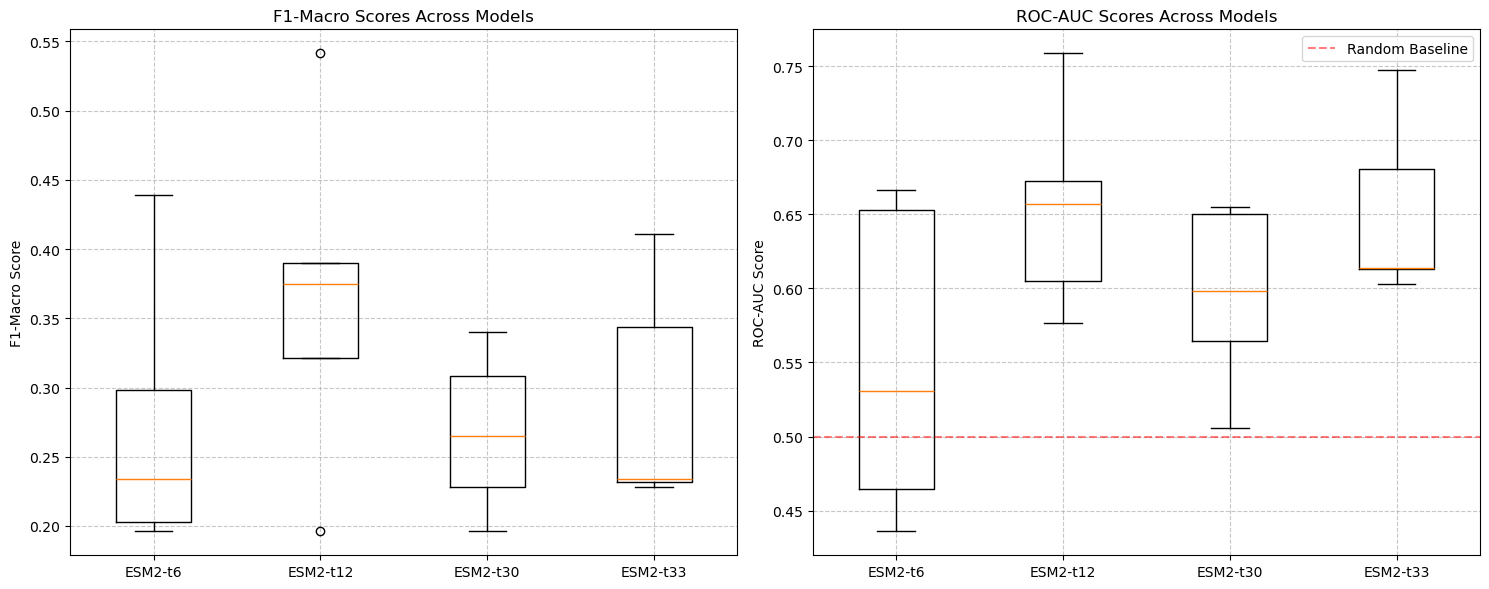 F1-Macro Scores Across Models
F1-Macro Score
0.55
0.50
0.45
0.40
0.35
0.30
0.25
0.20
ESM2-t6 ESM2-t12 ESM2-t30 ESM2-t33
ROC-AUC Scores Across Models
Random Baseline
ROC-AUC Score
0.75
0.70
0.65
0.60
0.55
0.50
0.45
ESM2-t6 ESM2-t12 ESM2-t30 ESM2-t33